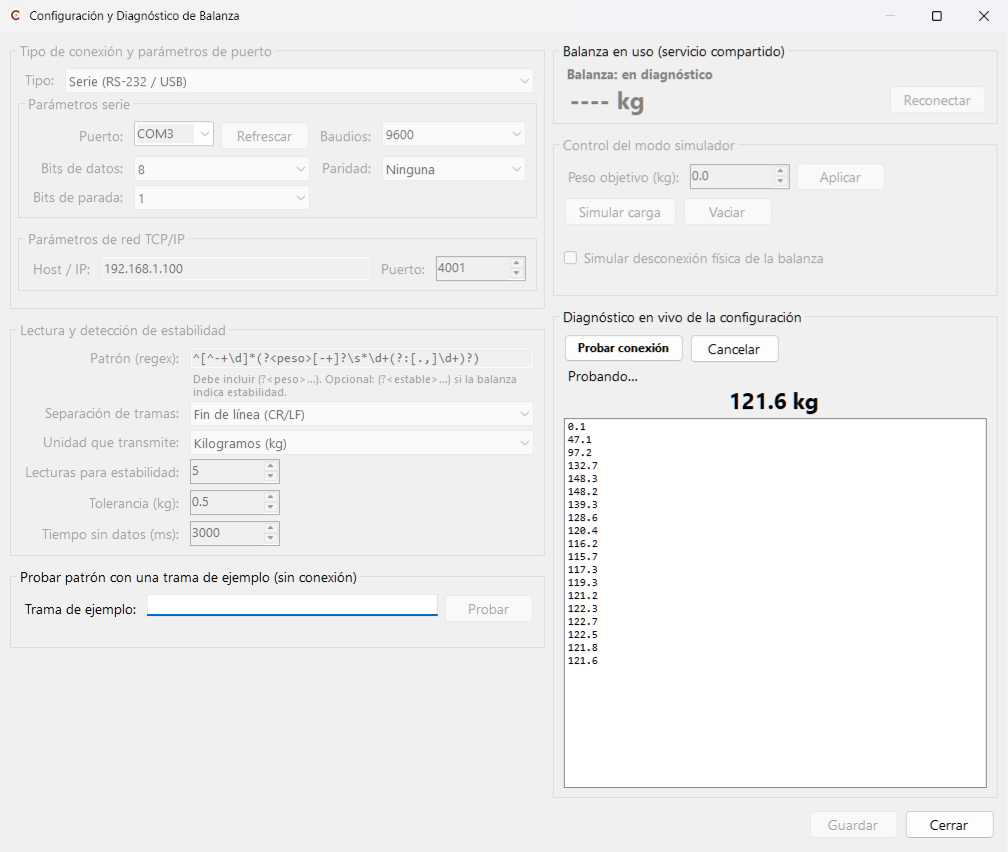 Configuración y Diagnóstico de Balanza
Tipo de conexión y parámetros de puerto
Tipo: Serie (RS-232 / USB)
Parámetros serie
Puerto: COM3 Refrescar Baudios: 9600
Bits de datos: 8 Paridad: Ninguna
Bits de parada: 1
Parámetros de red TCP/IP
Host / IP: 192.168.1.100 Puerto: 4001
Lectura y detección de estabilidad
Patrón (regex): ^[^-+\d]*(?<peso>[-+]?\s*\d+(?:[.,]\d+)?)
Debe incluir (?<peso>...). Opcional: (?<estable>...) si la balanza
indica estabilidad.
Separación de tramas: Fin de línea (CR/LF)
Unidad que transmite: Kilogramos (kg)
Lecturas para estabilidad: 5
Tolerancia (kg): 0.5
Tiempo sin datos (ms): 3000
Probar patrón con una trama de ejemplo (sin conexión)
Trama de ejemplo: Probar
Balanza en uso (servicio compartido)
Balanza: en diagnóstico
---- kg Reconectar
Control del modo simulador
Peso objetivo (kg): 0.0 Aplicar
Simular carga Vaciar
Simular desconexión física de la balanza
Diagnóstico en vivo de la configuración
Probar conexión Cancelar
Probando...
121.6 kg
0.1
47.1
97.2
132.7
148.3
148.2
139.3
128.6
120.4
116.2
115.7
117.3
119.3
121.2
122.3
122.7
122.5
121.8
121.6
Guardar Cerrar